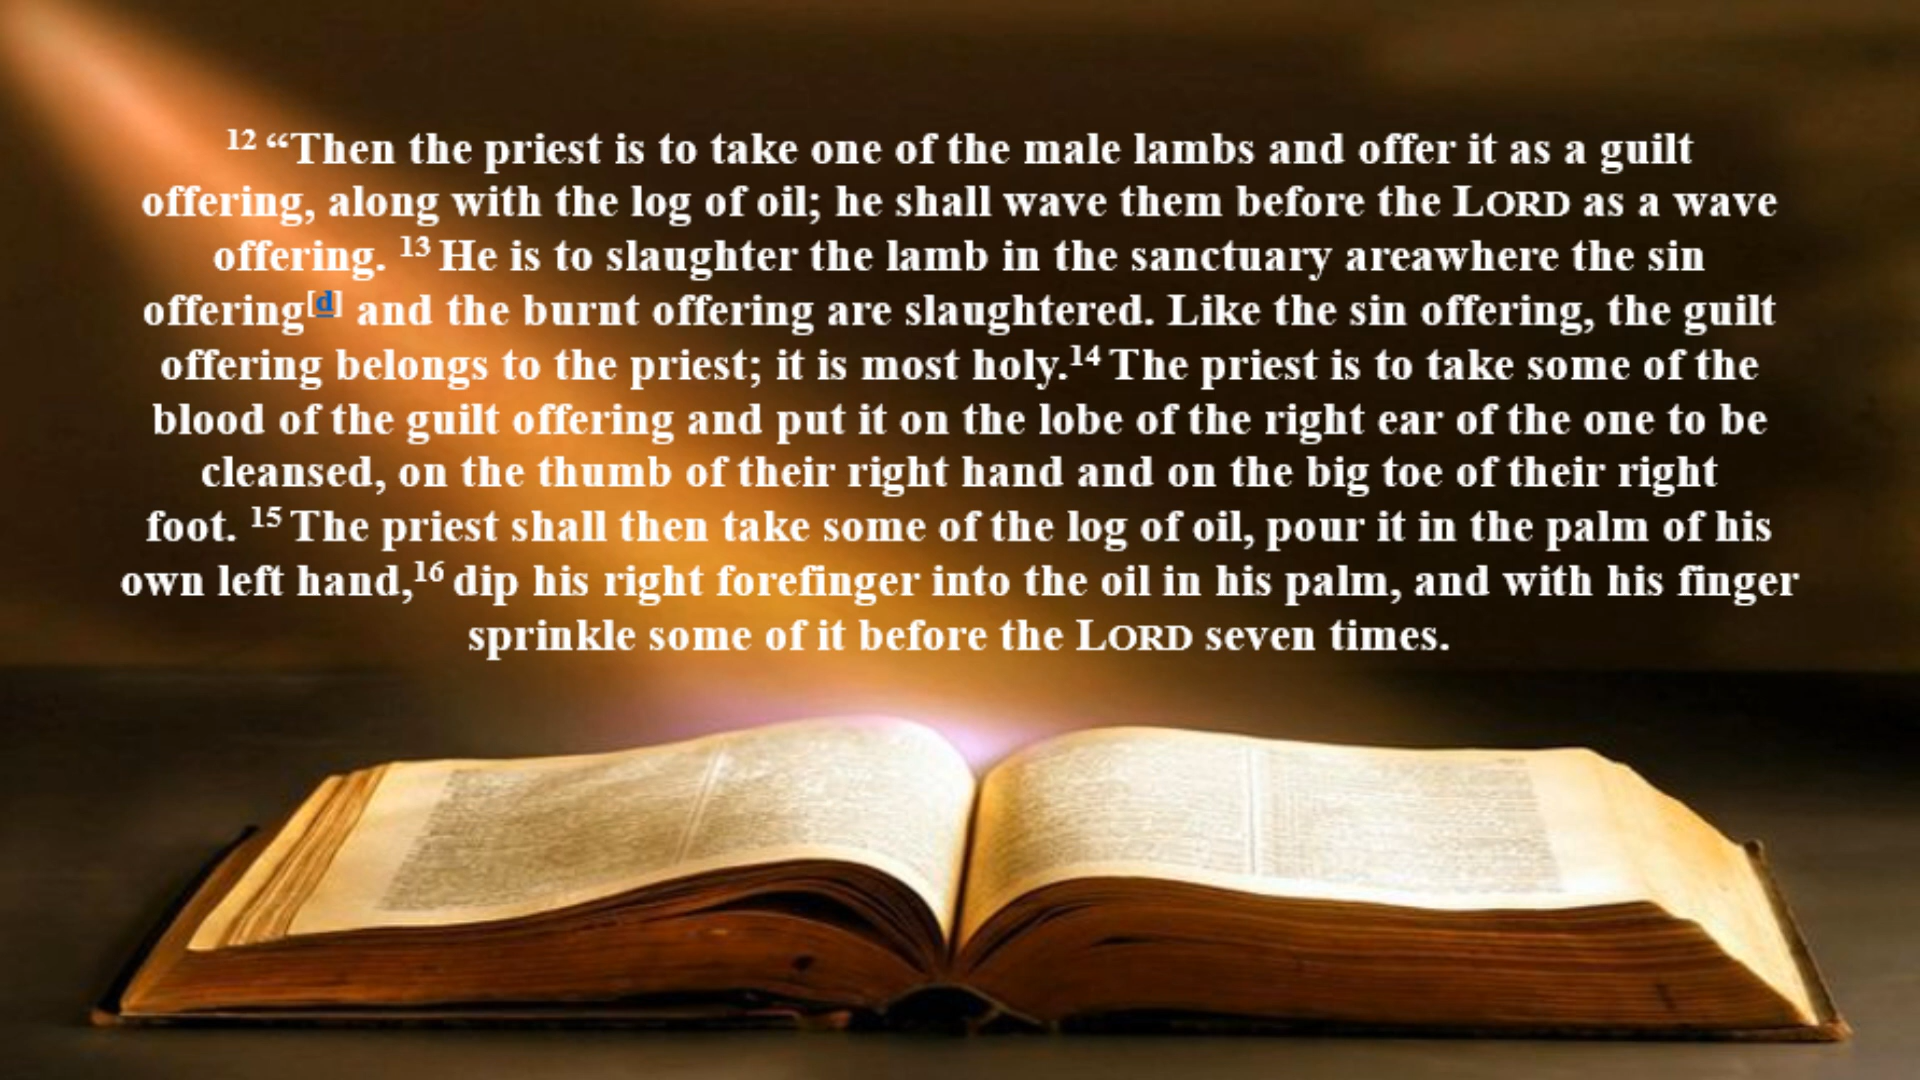 12 “Then the priest is to take one of the male lambs and offer it as a guilt
offering, along with the log of oil; he shall wave them before the LORD as a wave
offering. 13 He is to slaughter the lamb in the sanctuary areawhere the sin
offering[d] and the burnt offering are slaughtered. Like the sin offering, the guilt
offering belongs to the priest; it is most holy.14 The priest is to take some of the
blood of the guilt offering and put it on the lobe of the right ear of the one to be
cleansed, on the thumb of their right hand and on the big toe of their right
foot. 15 The priest shall then take some of the log of oil, pour it in the palm of his
own left hand,16 dip his right forefinger into the oil in his palm, and with his finger
sprinkle some of it before the LORD seven times.